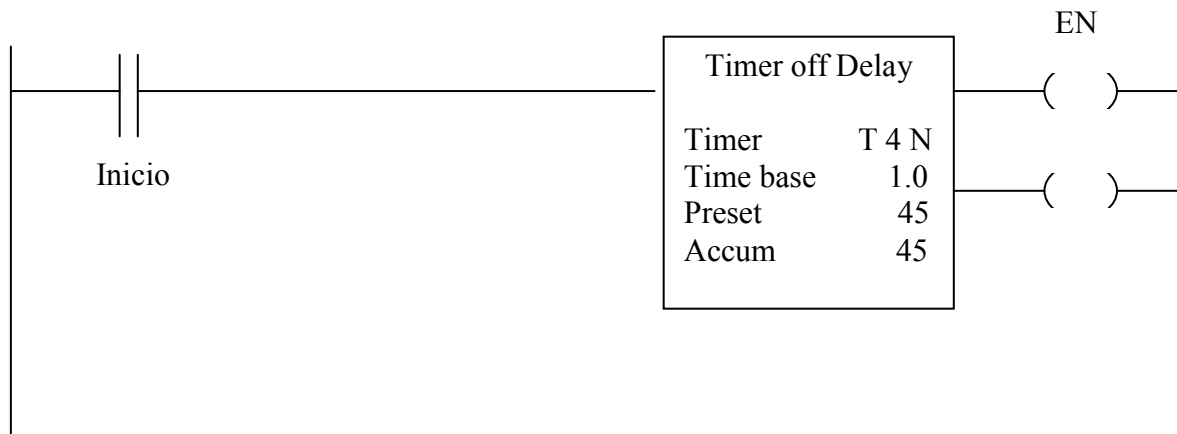 EN
Timer off Delay
Timer T 4 N
Time base 1.0
Preset 45
Accum 45
Inicio